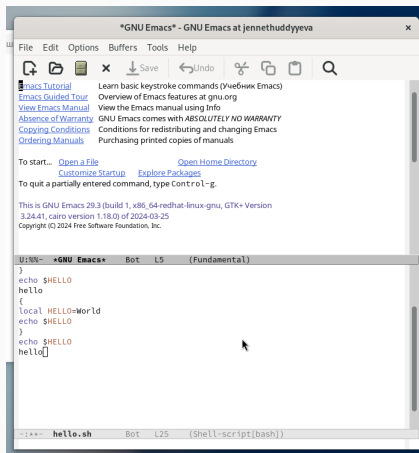 *GNU Emacs* - GNU Emacs at jennethuddyyeva
File Edit Options Buffers Tools Help
Save Undo
Emacs Tutorial Learn basic keystroke commands (Учебник Emacs)
Emacs Guided Tour Overview of Emacs features at gnu.org
View Emacs Manual View the Emacs manual using Info
Absence of Warranty GNU Emacs comes with ABSOLUTELY NO WARRANTY
Copying Conditions Conditions for redistributing and changing Emacs
Ordering Manuals Purchasing printed copies of manuals
To start... Open a File Open Home Directory
Customize Startup Explore Packages
To quit a partially entered command, type Control-g.
This is GNU Emacs 29.3 (build 1, x86_64-redhat-linux-gnu, GTK+ Version
3.24.41, cairo version 1.18.0) of 2024-03-25
Copyright (C) 2024 Free Software Foundation, Inc.
U:%%- *GNU Emacs* Bot L5 (Fundamental)
}
echo $HELLO
hello
{
local HELLO=World
echo $HELLO
}
echo $HELLO
hello
-:**- hello.sh Bot L25 (Shell-script[bash])